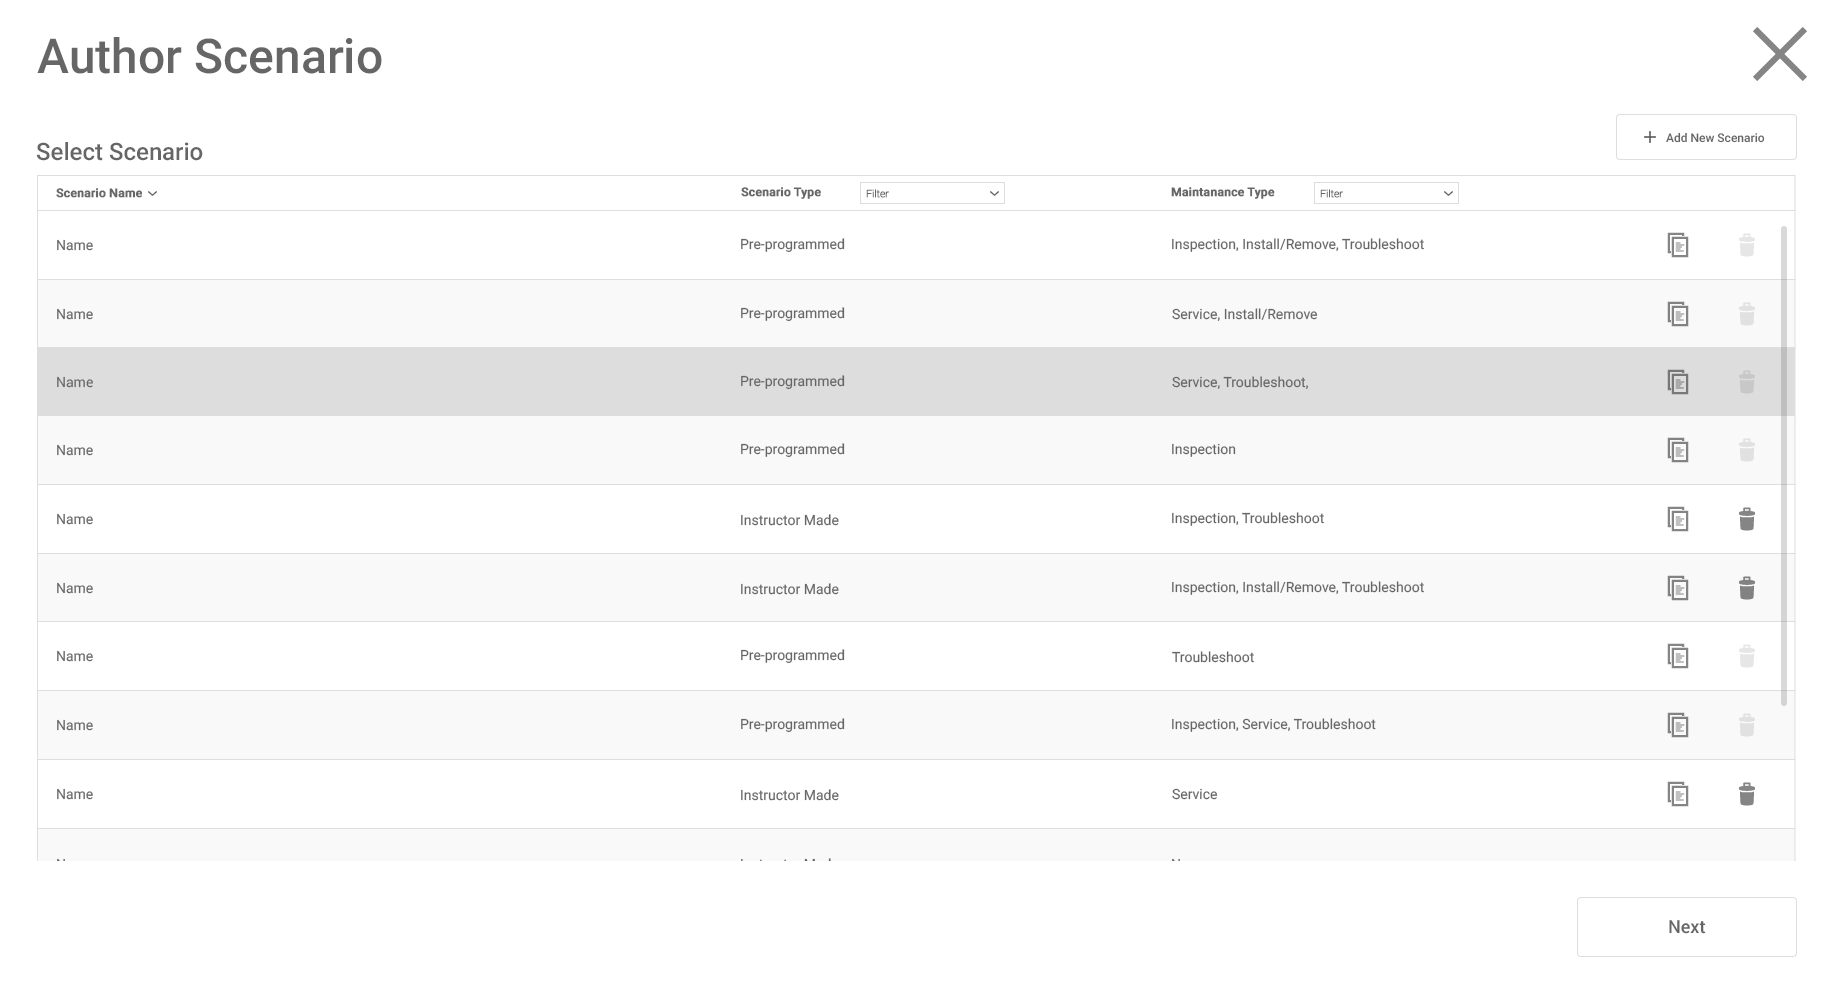 Author Scenario
Add New Scenario
Select Scenario
Scenario Name Scenario Type Filter Maintanance Type Filter
Name Pre-programmed Inspection, Install/Remove, Troubleshoot
Name Pre-programmed Service, Install/Remove
Name Pre-programmed Service, Troubleshoot,
Name Pre-programmed Inspection
Name Instructor Made Inspection, Troubleshoot
Name Instructor Made Inspection, Install/Remove, Troubleshoot
Name Pre-programmed Troubleshoot
Name Pre-programmed Inspection, Service, Troubleshoot
Name Instructor Made Service
Next